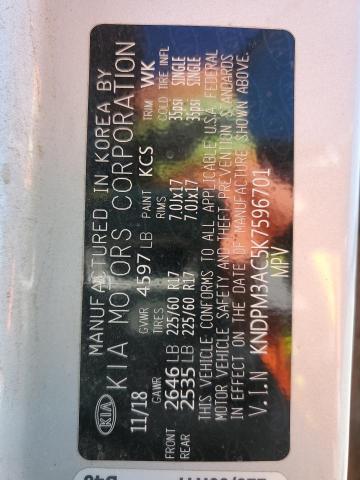 MANUFACTURED IN KOREA BY
KIA KIA MOTORS CORPORATION
11/18 GVWR 4597 LB PAINT KCS TRIM WK
GAWR TIRES RIMS COLD TIRE INFL
FRONT 2646 LB 225/60 R17 7.0JX17 35PSI SINGLE
REAR 2535 LB 225/60 R17 7.0JX17 35PSI SINGLE
THIS VEHICLE CONFORMS TO ALL APPLICABLE U.S.A. FEDERAL
MOTOR VEHICLE SAFETY AND THEFT PREVENTION STANDARDS
IN EFFECT ON THE DATE OF MANUFACTURE SHOWN ABOVE.
V.I.N KNDPM3AC5K7596701
MPV